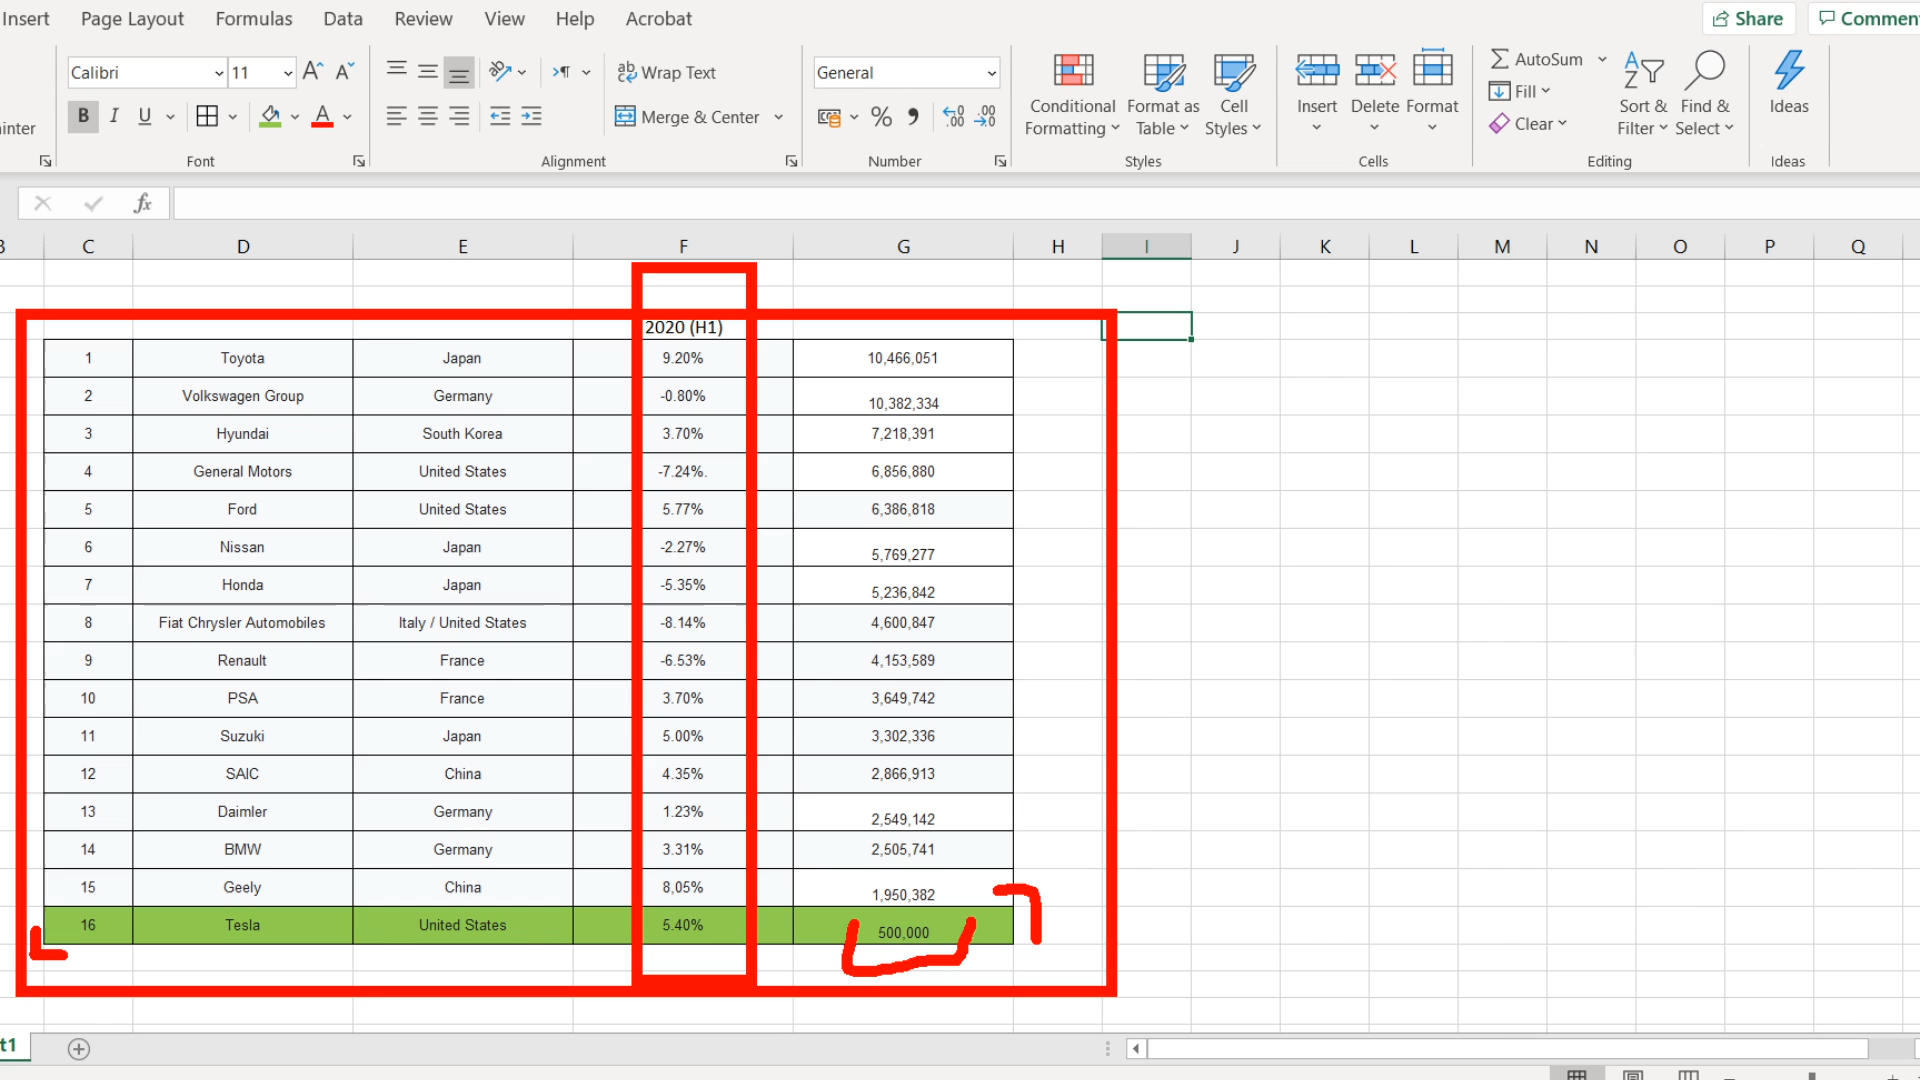 Insert Page Layout Formulas Data Review View Help Acrobat Share
Calibri 11 Wrap Text General AutoSum
Conditional Formatting Format as Table Cell Styles Insert Delete Format Fill Sort & Filter Find & Select Ideas
B I U Merge & Center % Clear
Font Alignment Number Styles Cells Editing Ideas
fx
C D E F G H I J K L M N O P Q
2020 (H1)
1 Toyota Japan 9.20% 10,466,051
2 Volkswagen Group Germany -0.80% 10,382,334
3 Hyundai South Korea 3.70% 7,218,391
4 General Motors United States -7.24%. 6,856,880
5 Ford United States 5.77% 6,386,818
6 Nissan Japan -2.27% 5,769,277
7 Honda Japan -5.35% 5,236,842
8 Fiat Chrysler Automobiles Italy / United States -8.14% 4,600,847
9 Renault France -6.53% 4,153,589
10 PSA France 3.70% 3,649,742
11 Suzuki Japan 5.00% 3,302,336
12 SAIC China 4.35% 2,866,913
13 Daimler Germany 1.23% 2,549,142
14 BMW Germany 3.31% 2,505,741
15 Geely China 8,05% 1,950,382
16 Tesla United States 5.40% 500,000
t1